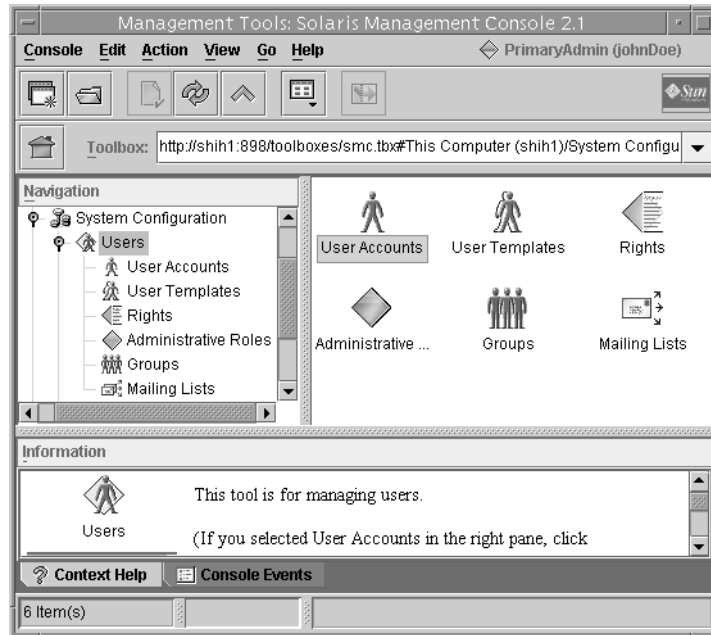 Management Tools: Solaris Management Console 2.1
Console Edit Action View Go Help PrimaryAdmin (johnDoe)
Sun
Toolbox: http://shih1:898/toolboxes/smc.tbx#This Computer (shih1)/System Configu
Navigation
System Configuration
Users
User Accounts
User Templates
Rights
Administrative Roles
Groups
Mailing Lists
User Accounts User Templates Rights
Administrative ... Groups Mailing Lists
Information
Users
This tool is for managing users.
(If you selected User Accounts in the right pane, click
Context Help Console Events
6 Item(s)